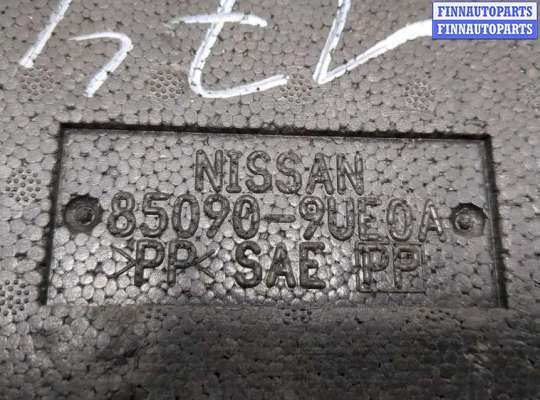 FINNAUTOPARTS
FINNAUTOPARTS
NISSAN
85090-9UE0A
>PP< SAE PP